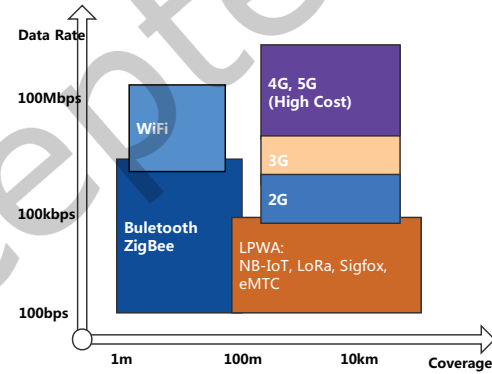 Data Rate
100Mbps
100kbps
100bps
WiFi
Buletooth
ZigBee
4G, 5G
(High Cost)
3G
2G
LPWA:
NB-IoT, LoRa, Sigfox,
eMTC
1m
100m
10km
Coverage